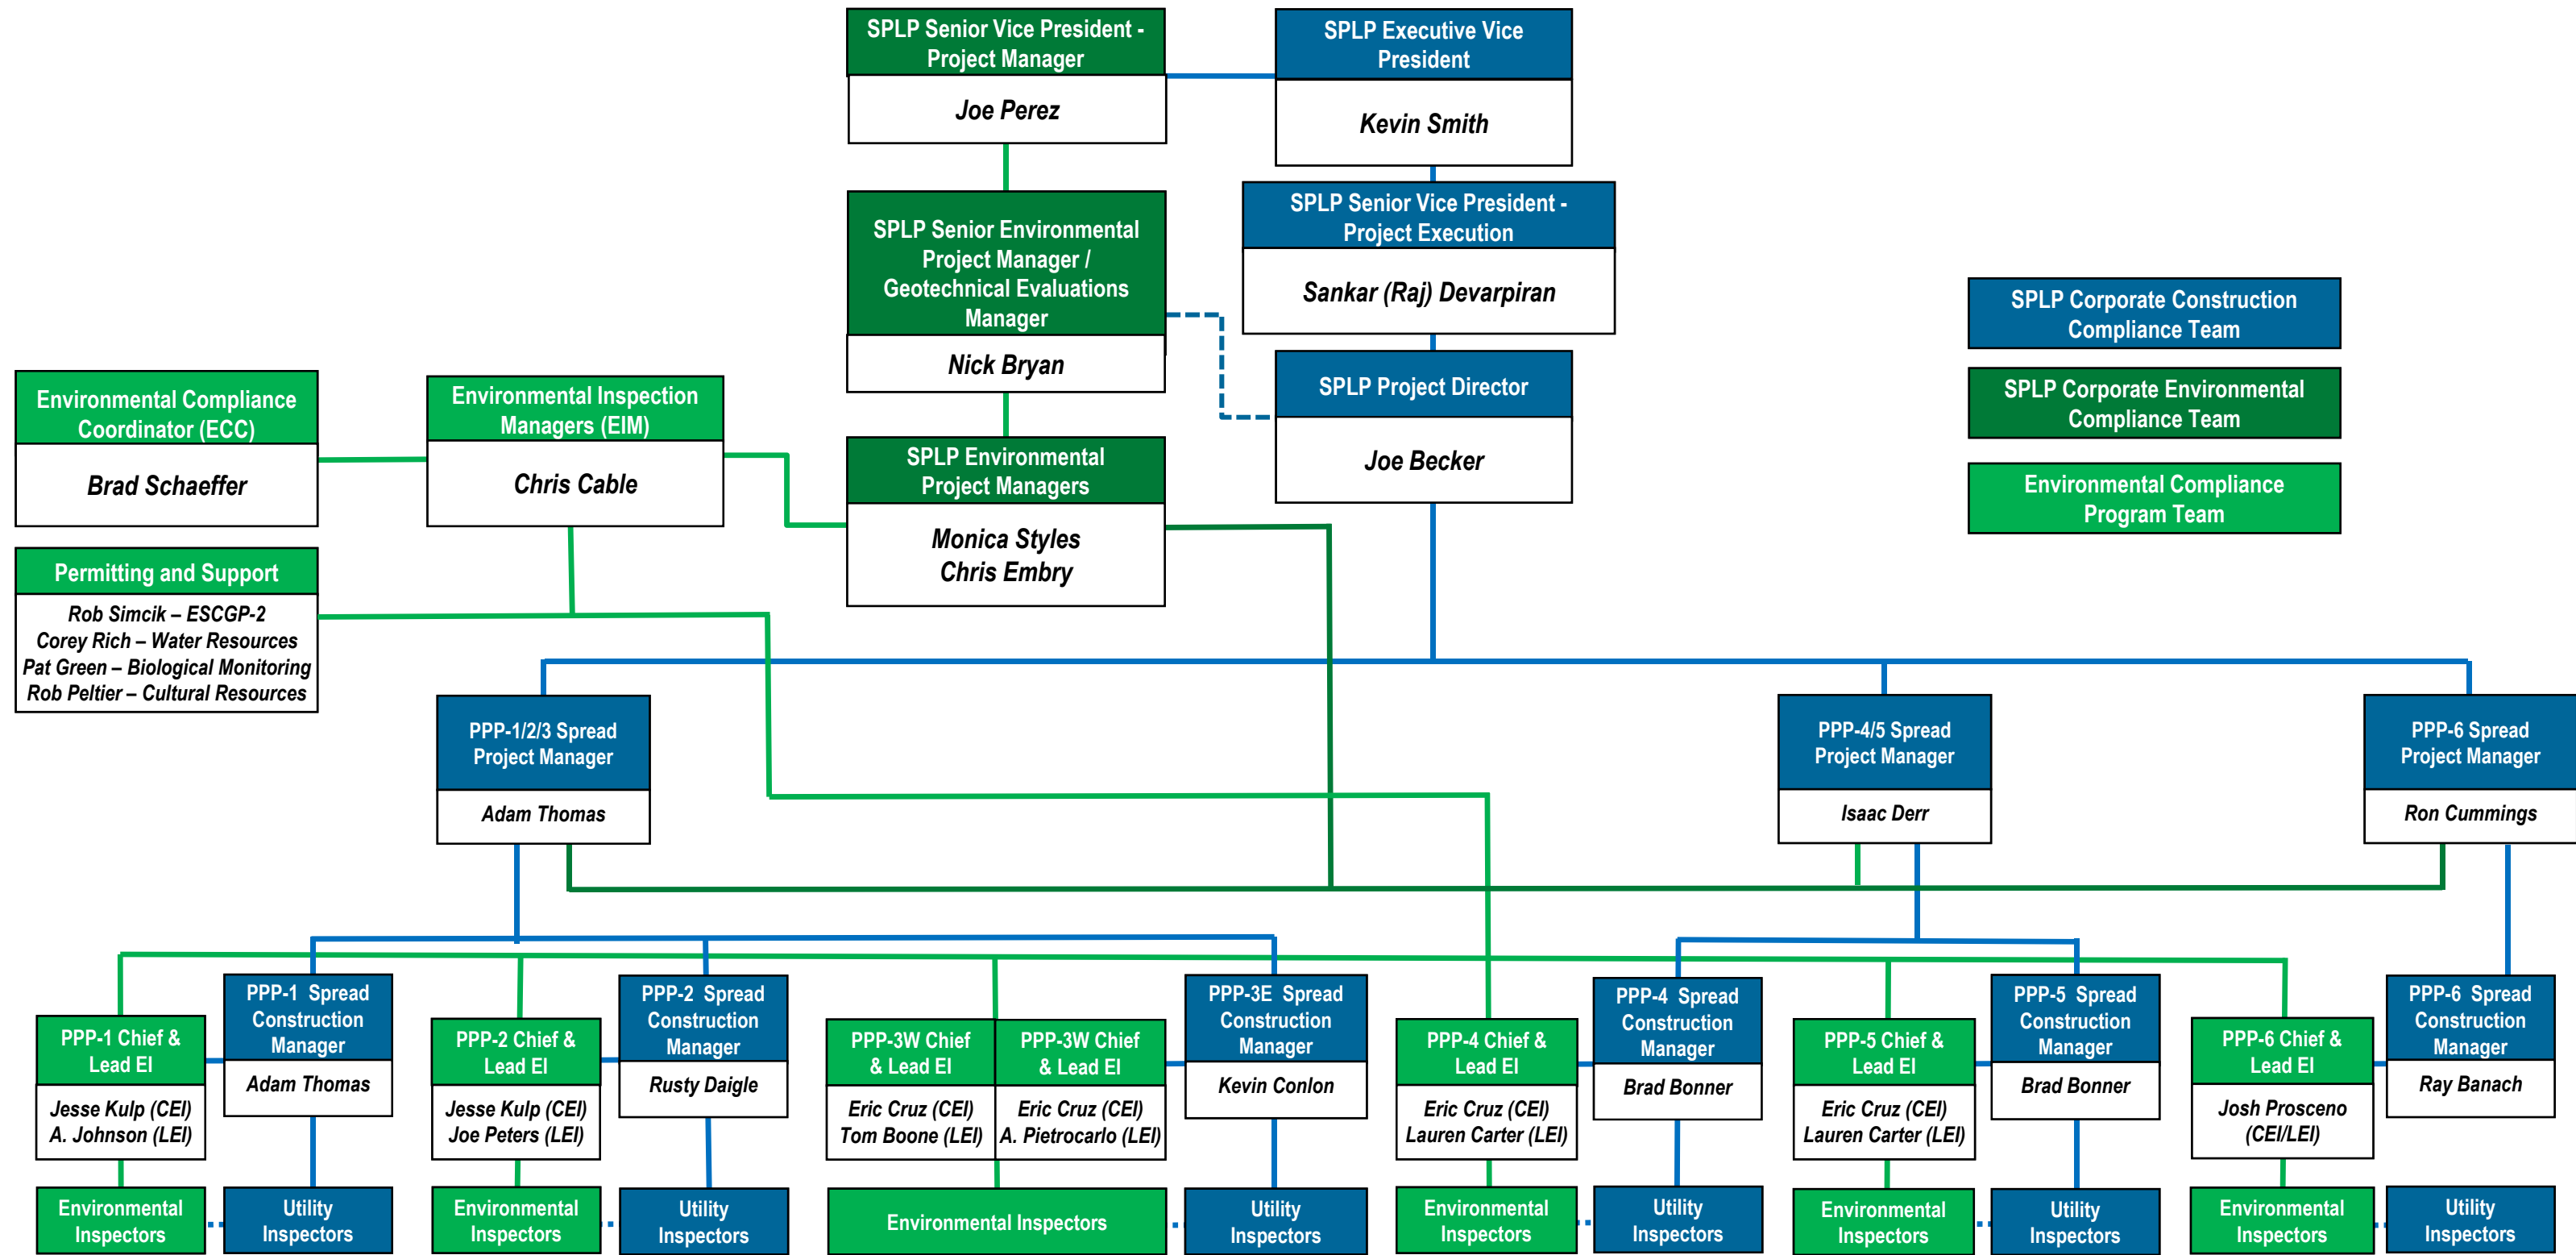 SPLP Senior Vice President -
Project Manager
Joe Perez
SPLP Executive Vice
President
Kevin Smith
SPLP Senior Environmental
Project Manager /
Geotechnical Evaluations
Manager
Nick Bryan
SPLP Senior Vice President -
Project Execution
Sankar (Raj) Devarpiran
SPLP Corporate Construction
Compliance Team
SPLP Corporate Environmental
Compliance Team
Environmental Compliance
Program Team
Environmental Compliance
Coordinator (ECC)
Brad Schaeffer
Environmental Inspection
Managers (EIM)
Chris Cable
SPLP Environmental
Project Managers
Monica Styles
Chris Embry
SPLP Project Director
Joe Becker
Permitting and Support
Rob Simcik – ESCGP-2
Corey Rich – Water Resources
Pat Green – Biological Monitoring
Rob Peltier – Cultural Resources
PPP-1/2/3 Spread
Project Manager
Adam Thomas
PPP-4/5 Spread
Project Manager
Isaac Derr
PPP-6 Spread
Project Manager
Ron Cummings
PPP-1 Chief &
Lead EI
Jesse Kulp (CEI)
A. Johnson (LEI)
PPP-1 Spread
Construction
Manager
Adam Thomas
PPP-2 Chief &
Lead EI
Jesse Kulp (CEI)
Joe Peters (LEI)
PPP-2 Spread
Construction
Manager
Rusty Daigle
PPP-3W Chief
& Lead EI
Eric Cruz (CEI)
Tom Boone (LEI)
PPP-3W Chief
& Lead EI
Eric Cruz (CEI)
A. Pietrocarlo (LEI)
PPP-3E Spread
Construction
Manager
Kevin Conlon
PPP-4 Chief &
Lead EI
Eric Cruz (CEI)
Lauren Carter (LEI)
PPP-4 Spread
Construction
Manager
Brad Bonner
PPP-5 Chief &
Lead EI
Eric Cruz (CEI)
Lauren Carter (LEI)
PPP-5 Spread
Construction
Manager
Brad Bonner
PPP-6 Chief &
Lead EI
Josh Prosceno
(CEI/LEI)
PPP-6 Spread
Construction
Manager
Ray Banach
Environmental
Inspectors
Utility
Inspectors
Environmental
Inspectors
Utility
Inspectors
Environmental Inspectors
Utility
Inspectors
Environmental
Inspectors
Utility
Inspectors
Environmental
Inspectors
Utility
Inspectors
Environmental
Inspectors
Utility
Inspectors